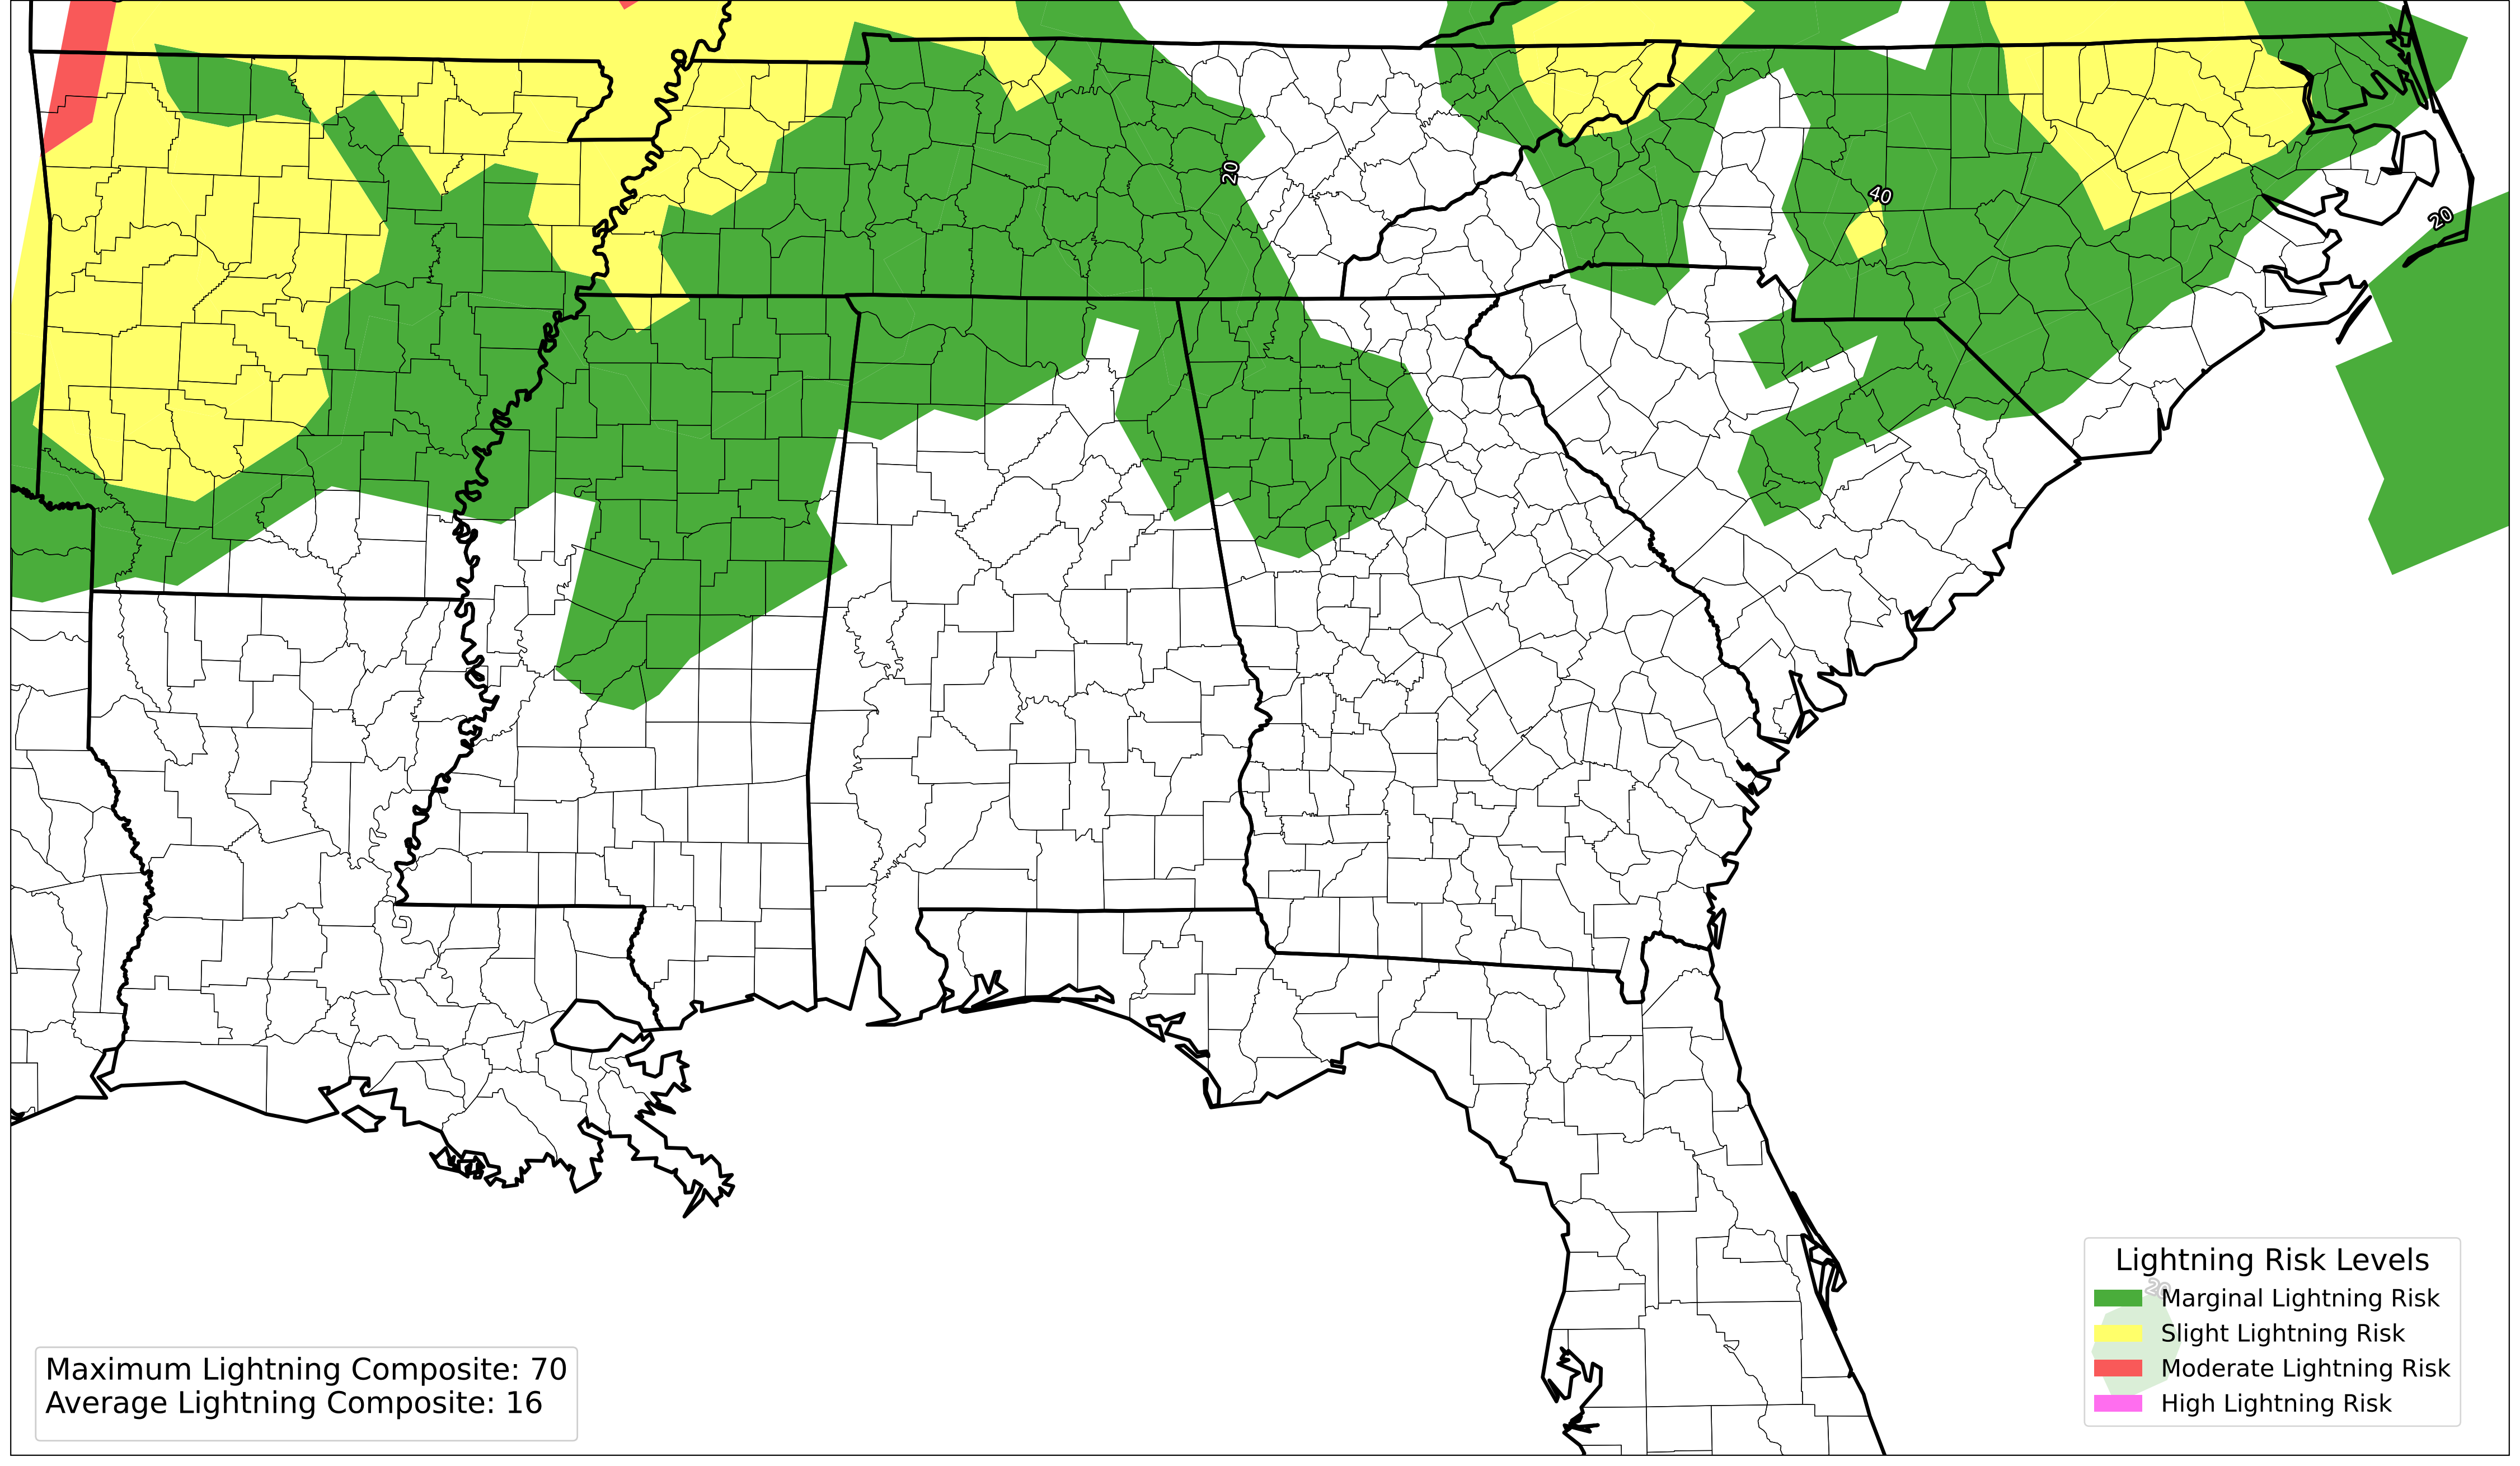 20
40
20
Lightning Risk Levels
20
Marginal Lightning Risk
Slight Lightning Risk
Moderate Lightning Risk
High Lightning Risk
Maximum Lightning Composite: 70
Average Lightning Composite: 16